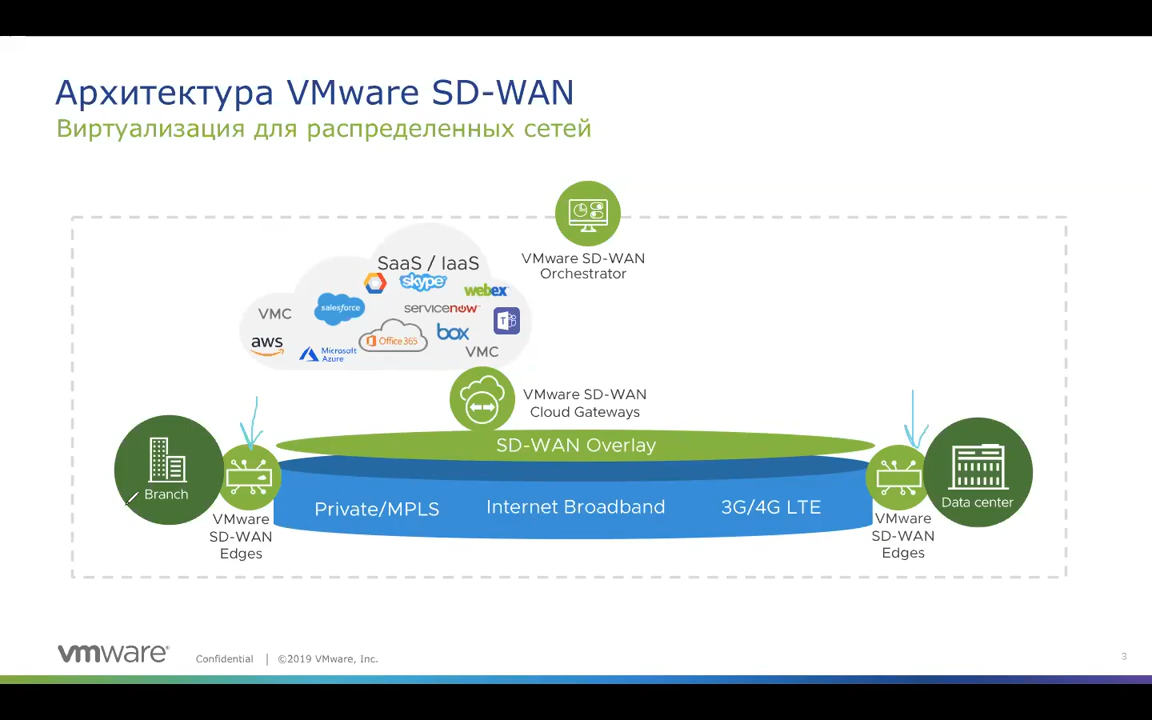 Архитектура VMware SD-WAN
Виртуализация для распределенных сетей
VMware SD-WAN
Orchestrator
SaaS / IaaS
skype
webex
VMC
salesforce
servicenow
aws
Microsoft
Azure
Office 365
box
T
VMC
VMware SD-WAN
Cloud Gateways
SD-WAN Overlay
Branch
Private/MPLS
Internet Broadband
3G/4G LTE
Data center
VMware
SD-WAN
Edges
VMware
SD-WAN
Edges
vmware®
Confidential | ©2019 VMware, Inc.
3